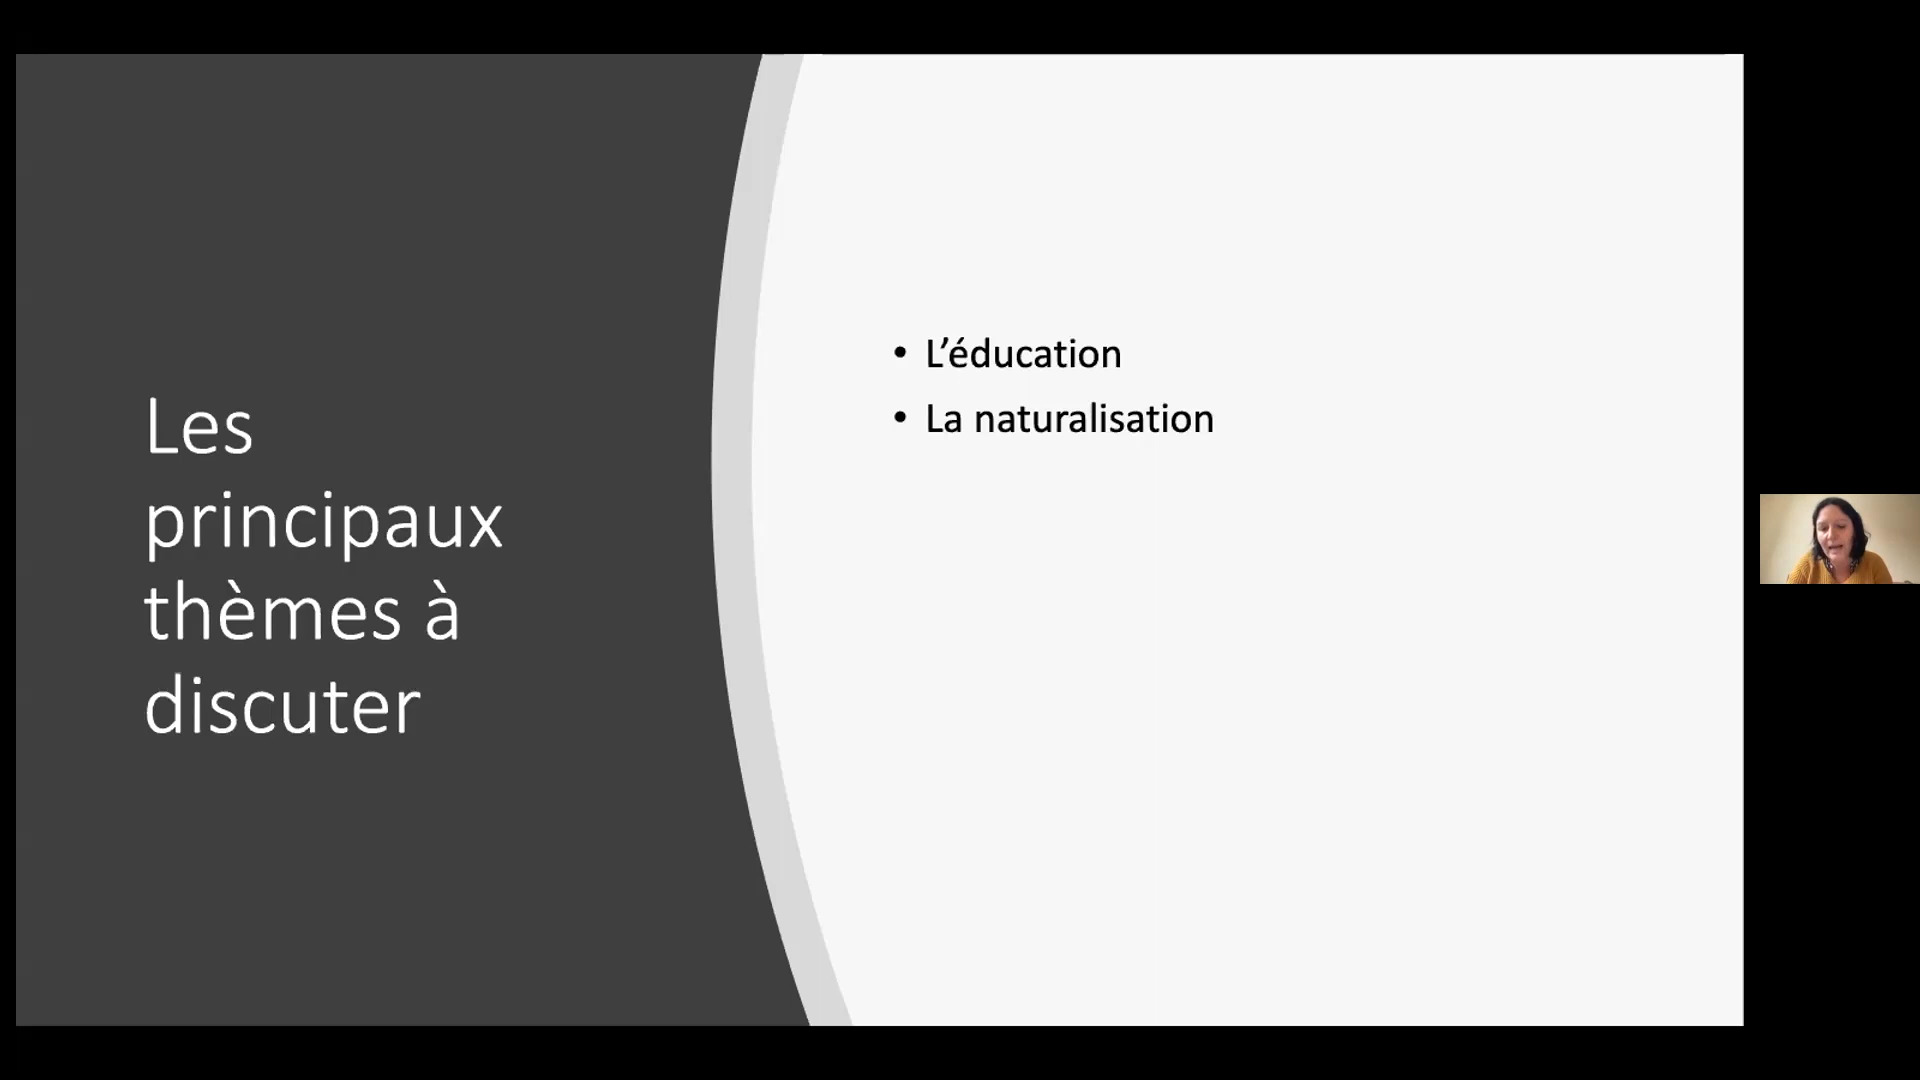 Les
principaux
thèmes à
discuter
• L’éducation
• La naturalisation